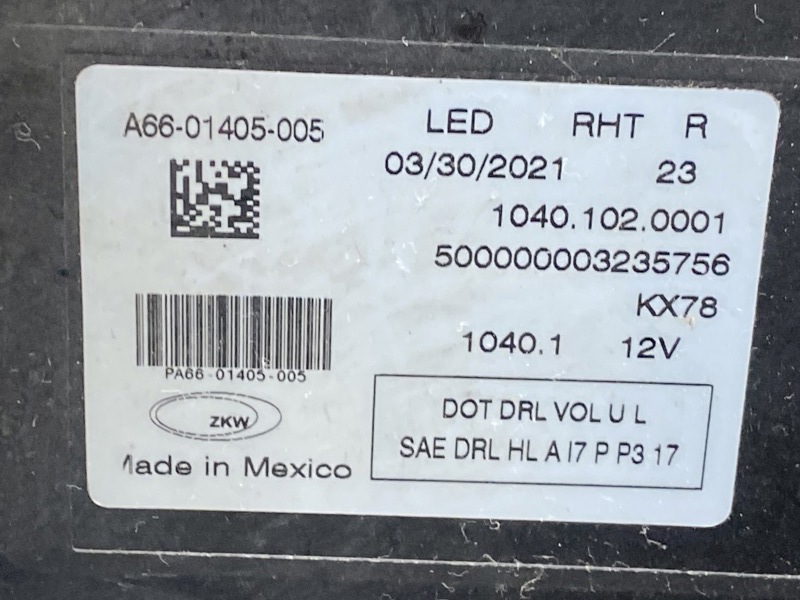 A66-01405-005
LED RHT R
03/30/2021 23
1040.102.0001
500000003235756
KX78
1040.1 12V
PA66-01405-005
ZKW
Made in Mexico
DOT DRL VOL U L
SAE DRL HL A I7 P P3 17